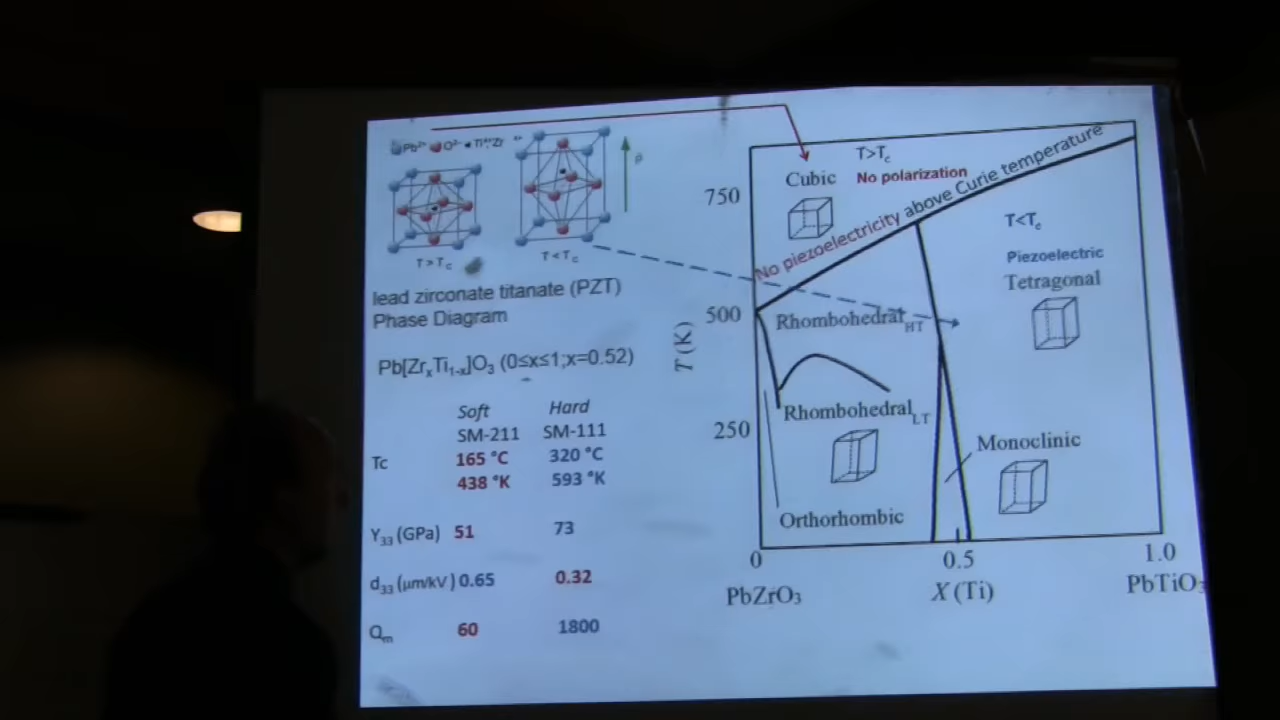 Pb²⁺ O²⁻ Ti⁴⁺Zr
T > Tc
T < Tc
P
lead zirconate titanate (PZT)
Phase Diagram
Pb[ZrₓTi₁₋ₓ]O₃ (0≤x≤1;x=0.52)
Soft Hard
SM-211 SM-111
Tc 165 °C 320 °C
438 °K 593 °K
Y₃₃ (GPa) 51 73
d₃₃ (μm/kV) 0.65 0.32
Qₘ 60 1800
T>Tc
Cubic No polarization
No piezoelectricity above Curie temperature
T<Tc
Piezoelectric
Tetragonal
Rhombohedral HT
Rhombohedral LT
Monoclinic
Orthorhombic
T (K)
750
500
250
0 0.5 1.0
PbZrO₃ X (Ti) PbTiO₃